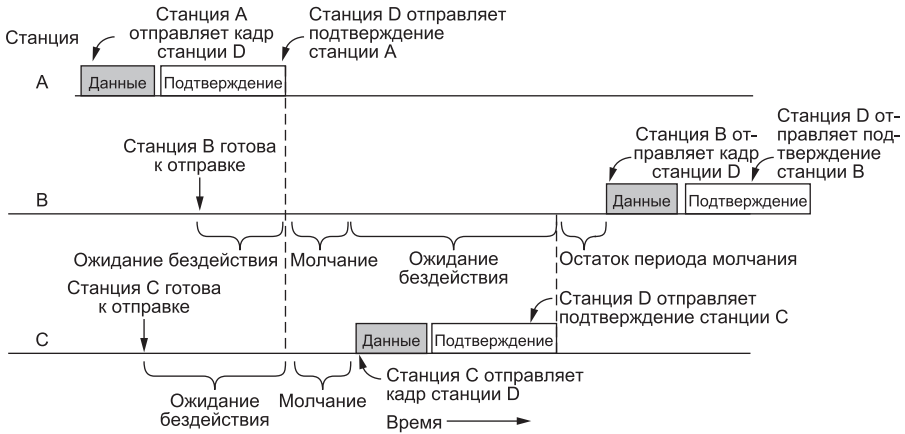 Станция
Станция A
отправляет кадр
станции D
Станция D отправляет
подтверждение
станции A
A
Данные
Подтверждение
Станция B готова
к отправке
Станция B от-
правляет кадр
станции D
Станция D от-
правляет под-
тверждение
станции B
B
Данные
Подтверждение
Ожидание бездействия
Молчание
Ожидание
бездействия
Остаток периода молчания
Станция C готова
к отправке
Станция D отправляет
подтверждение станции C
C
Данные
Подтверждение
Ожидание
бездействия
Молчание
Станция C отправляет
кадр станции D
Время